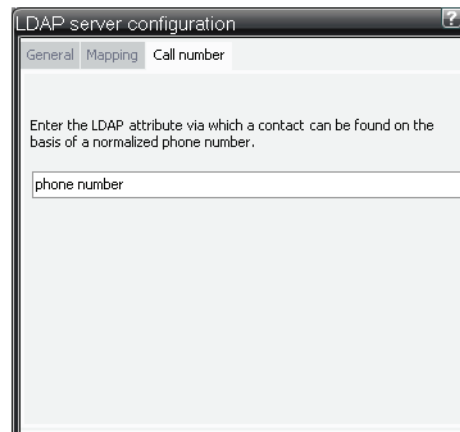 LDAP server configuration
?
General Mapping Call number
Enter the LDAP attribute via which a contact can be found on the
basis of a normalized phone number.
phone number